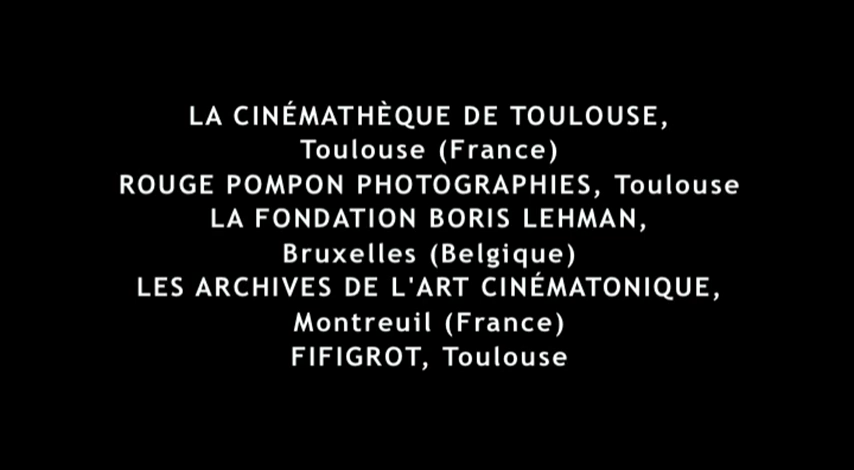 LA CINÉMATHÈQUE DE TOULOUSE,
Toulouse (France)
ROUGE POMPON PHOTOGRAPHIES, Toulouse
LA FONDATION BORIS LEHMAN,
Bruxelles (Belgique)
LES ARCHIVES DE L'ART CINÉMATONIQUE,
Montreuil (France)
FIFIGROT, Toulouse